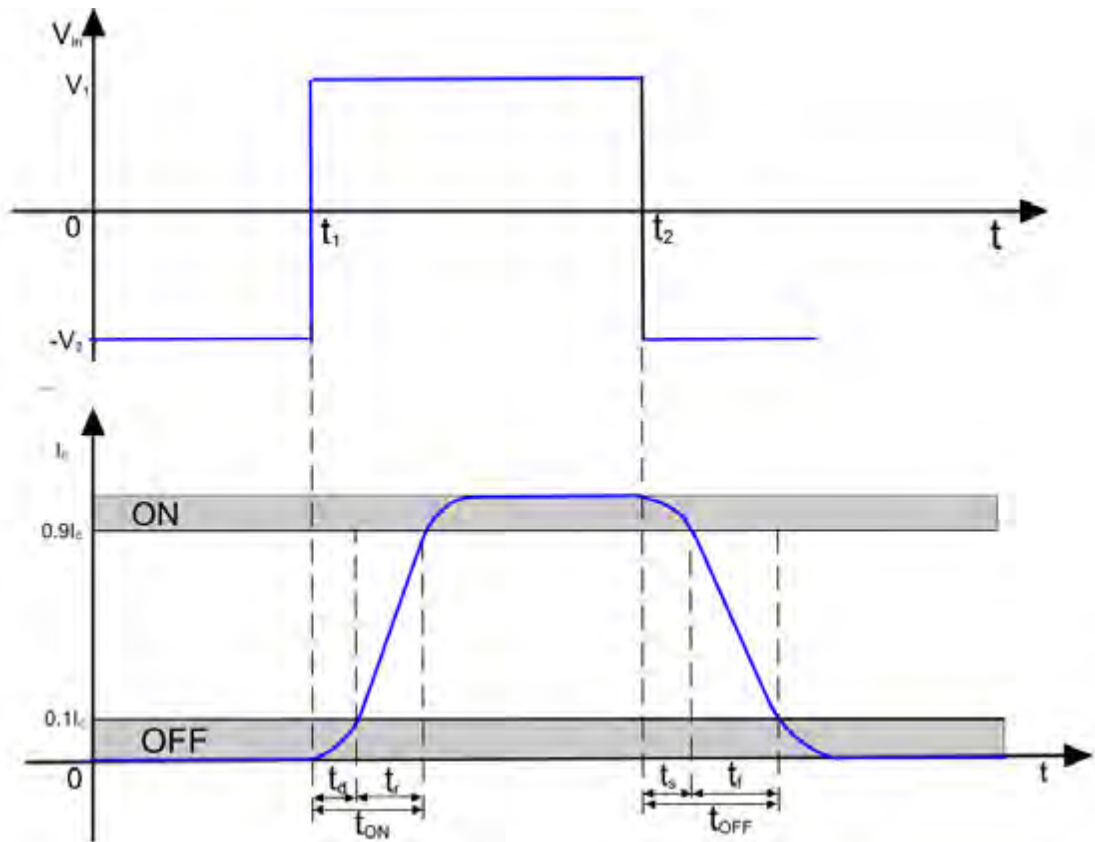 Vin
V₁
0
t₁
t₂
t
-V₂
Ic
ON
0.9Ic
0.1Ic
OFF
0
t
td
tr
ts
tf
tON
tOFF